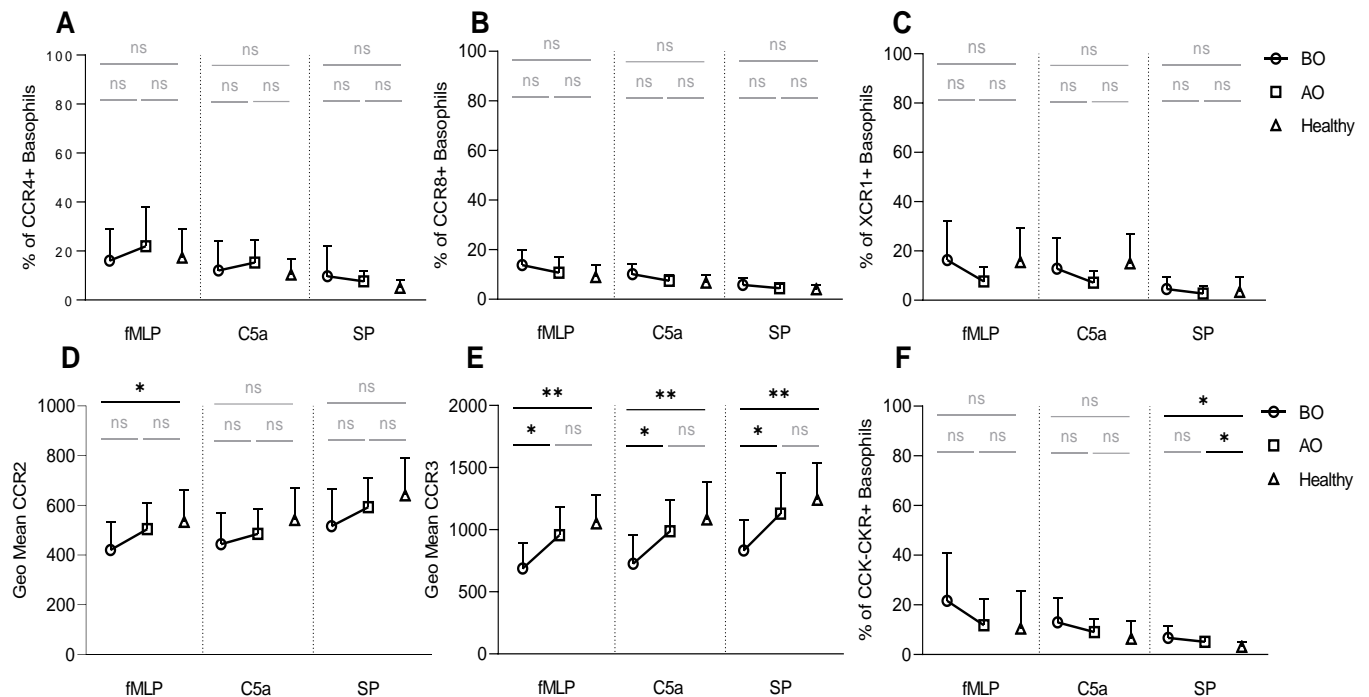 A
% of CCR4+ Basophils
100
80
60
40
20
0
ns
ns ns
ns
ns ns
ns
ns ns
fMLP C5a SP
B
% of CCR8+ Basophils
100
80
60
40
20
0
ns
ns ns
ns
ns ns
ns
ns ns
fMLP C5a SP
C
% of XCR1+ Basophils
100
80
60
40
20
0
ns
ns ns
ns
ns ns
ns
ns ns
fMLP C5a SP
BO
AO
Healthy
D
Geo Mean CCR2
1000
800
600
400
200
0
*
ns ns
ns
ns ns
ns
ns ns
fMLP C5a SP
E
Geo Mean CCR3
2000
1500
1000
500
0
**
* ns
**
* ns
**
* ns
fMLP C5a SP
F
% of CCK-CKR+ Basophils
100
80
60
40
20
0
ns
ns ns
ns
ns ns
*
ns *
fMLP C5a SP
BO
AO
Healthy